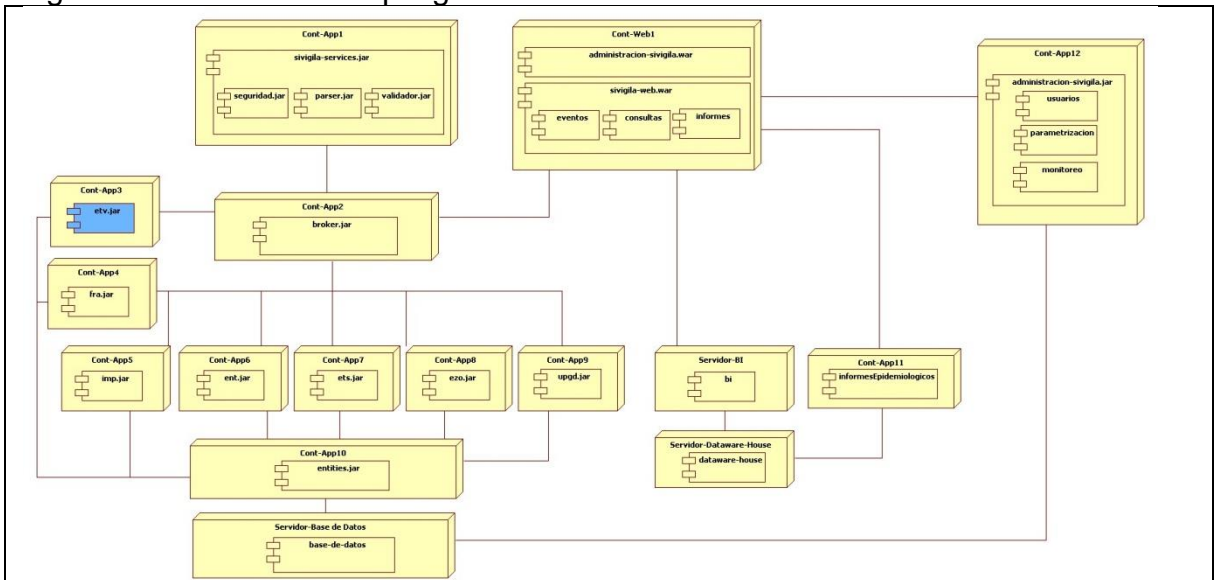 Cont-App1
sivigila-services.jar
seguridad.jar
parser.jar
validador.jar
Cont-Web1
administracion-sivigila.war
sivigila-web.war
eventos
consultas
informes
Cont-App12
administracion-sivigila.jar
usuarios
parametrizacion
monitoreo
Cont-App3
etv.jar
Cont-App2
broker.jar
Cont-App4
fra.jar
Cont-App5
imp.jar
Cont-App6
ent.jar
Cont-App7
ets.jar
Cont-App8
ezo.jar
Cont-App9
upgd.jar
Servidor-BI
bi
Cont-App11
informesEpidemiologicos
Cont-App10
entities.jar
Servidor-Dataware-House
dataware-house
Servidor-Base de Datos
base-de-datos